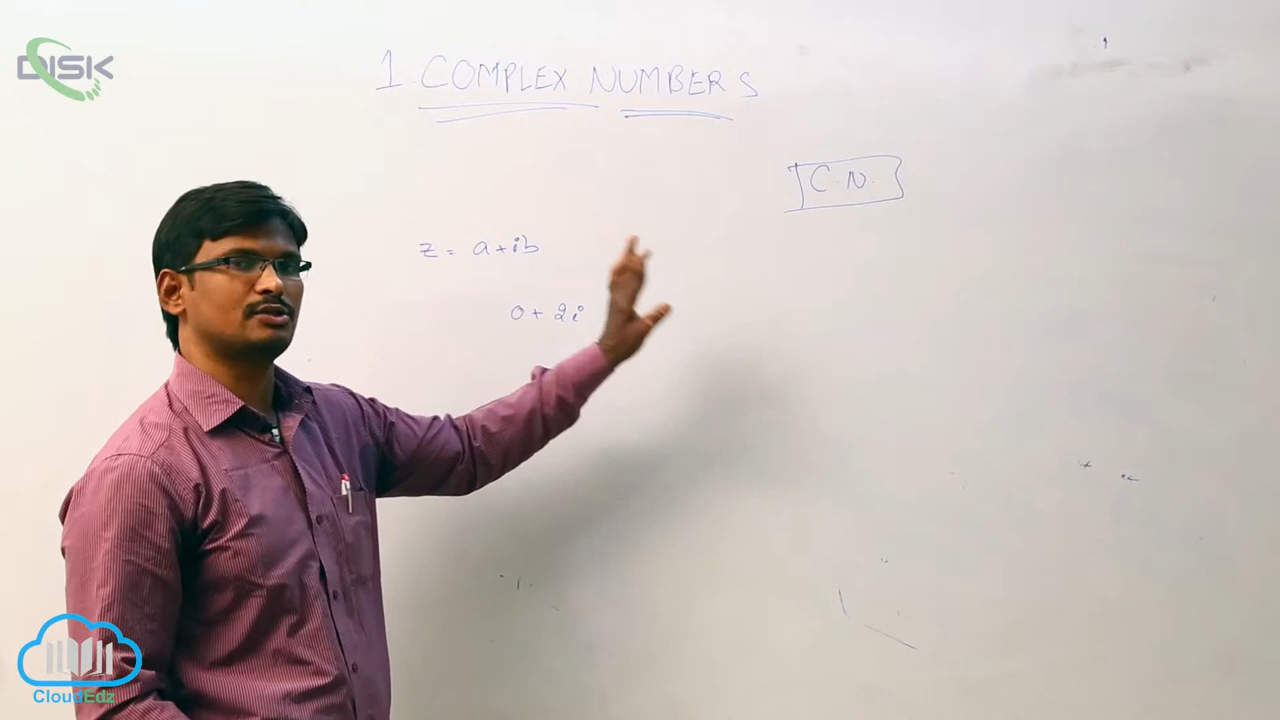 DISK
1 COMPLEX NUMBERS
C.N.
z = a+ib
0+2i
CloudEdz